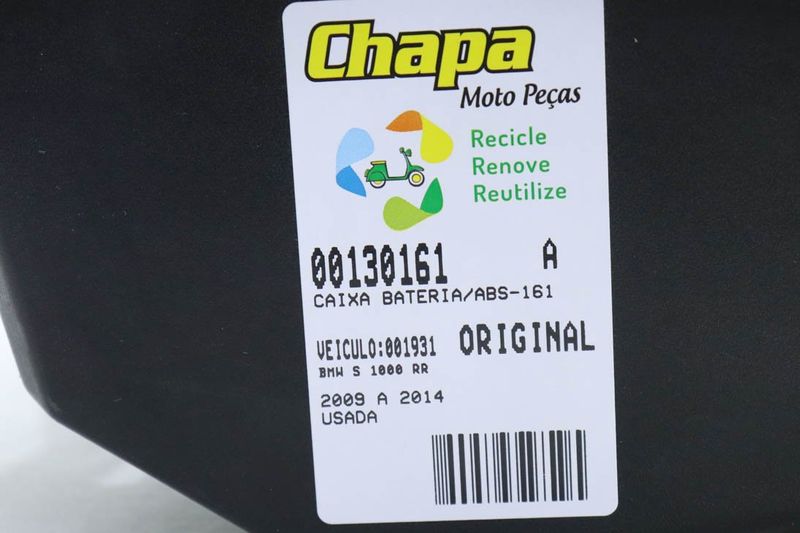 Chapa
Moto Peças
Recicle
Renove
Reutilize
00130161 A
CAIXA BATERIA/ABS-161
VEICULO:001931 ORIGINAL
BMW S 1000 RR
2009 A 2014
USADA